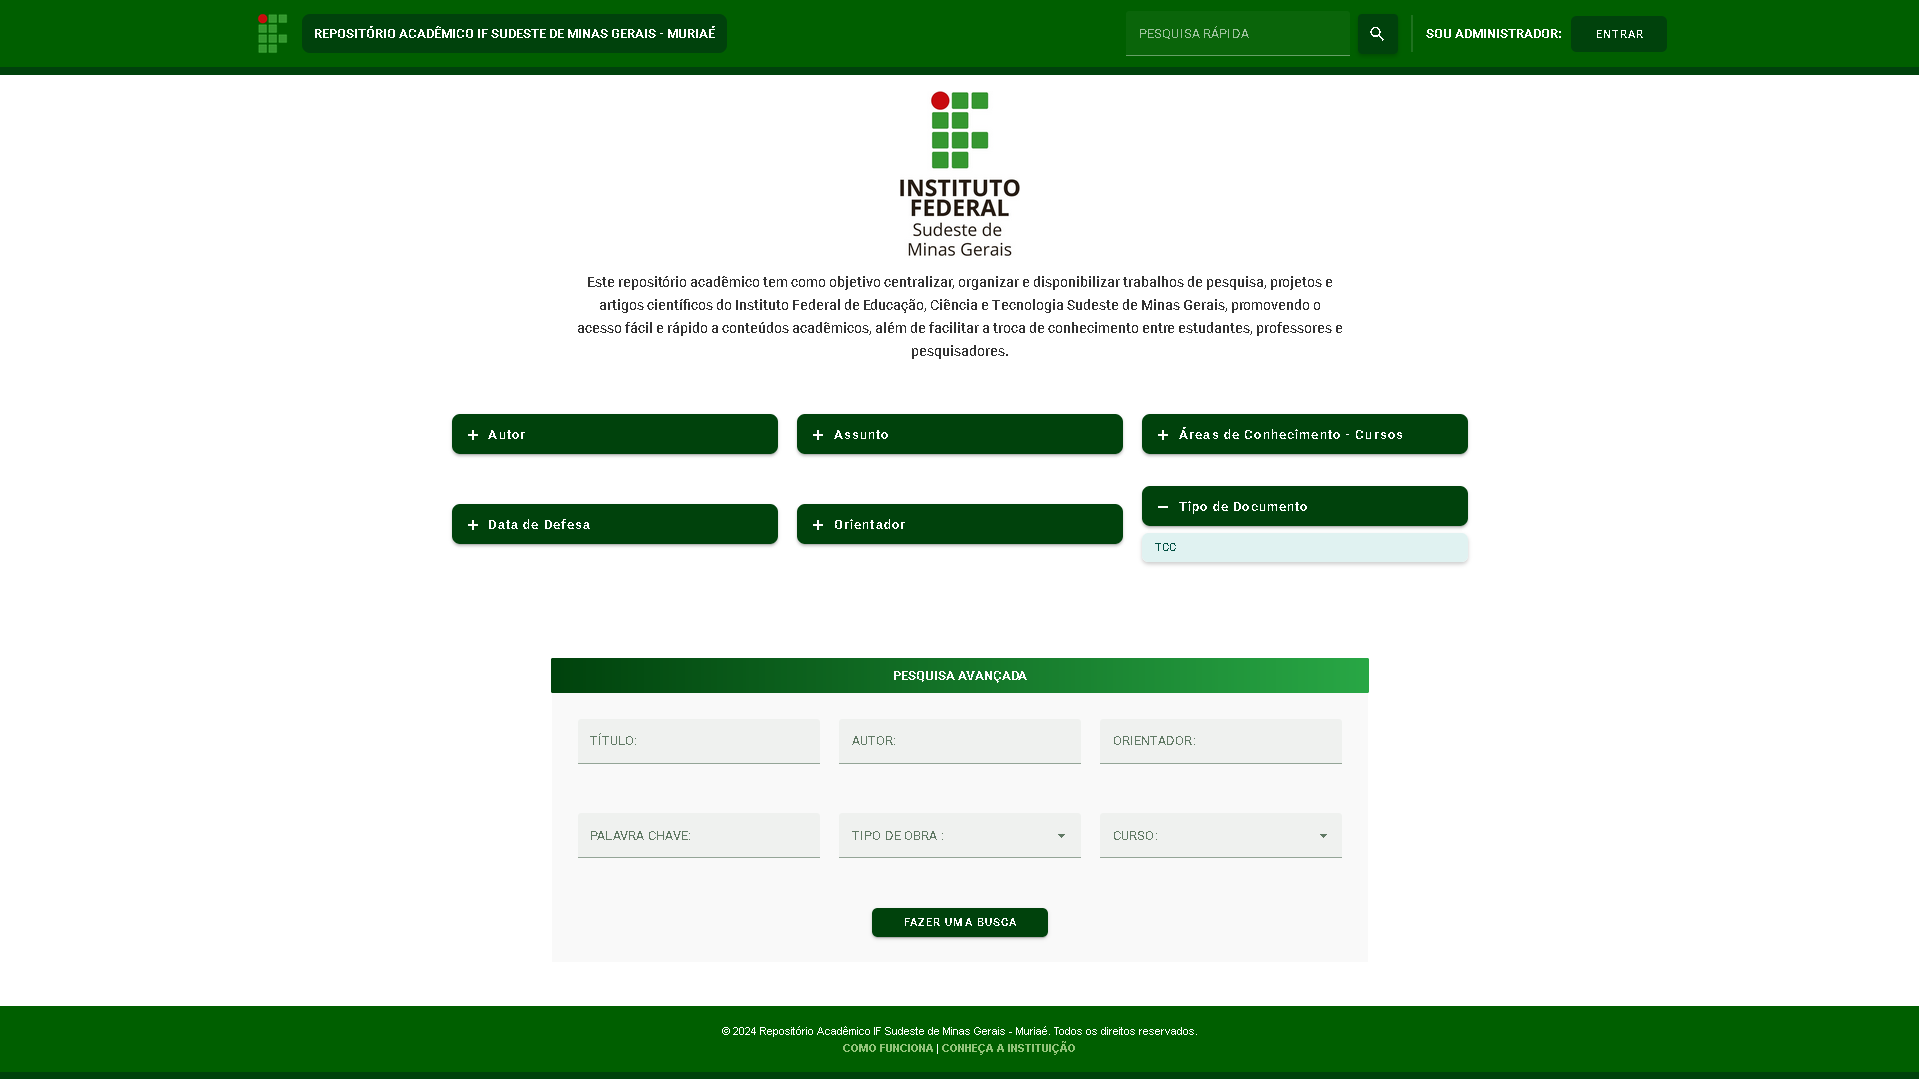 REPOSITÓRIO ACADÊMICO IF SUDESTE DE MINAS GERAIS - MURIAÉ
PESQUISA RÁPIDA
SOU ADMINISTRADOR:
ENTRAR
INSTITUTO
FEDERAL
Sudeste de
Minas Gerais
Este repositório acadêmico tem como objetivo centralizar, organizar e disponibilizar trabalhos de pesquisa, projetos e
artigos científicos do Instituto Federal de Educação, Ciência e Tecnologia Sudeste de Minas Gerais, promovendo o
acesso fácil e rápido a conteúdos acadêmicos, além de facilitar a troca de conhecimento entre estudantes, professores e
pesquisadores.
Autor
Assunto
Áreas de Conhecimento - Cursos
Data de Defesa
Orientador
Tipo de Documento
TCC
PESQUISA AVANÇADA
TÍTULO:
AUTOR:
ORIENTADOR:
PALAVRA CHAVE:
TIPO DE OBRA :
CURSO:
FAZER UMA BUSCA
© 2024 Repositório Acadêmico IF Sudeste de Minas Gerais - Muriaé. Todos os direitos reservados.
COMO FUNCIONA | CONHEÇA A INSTITUIÇÃO